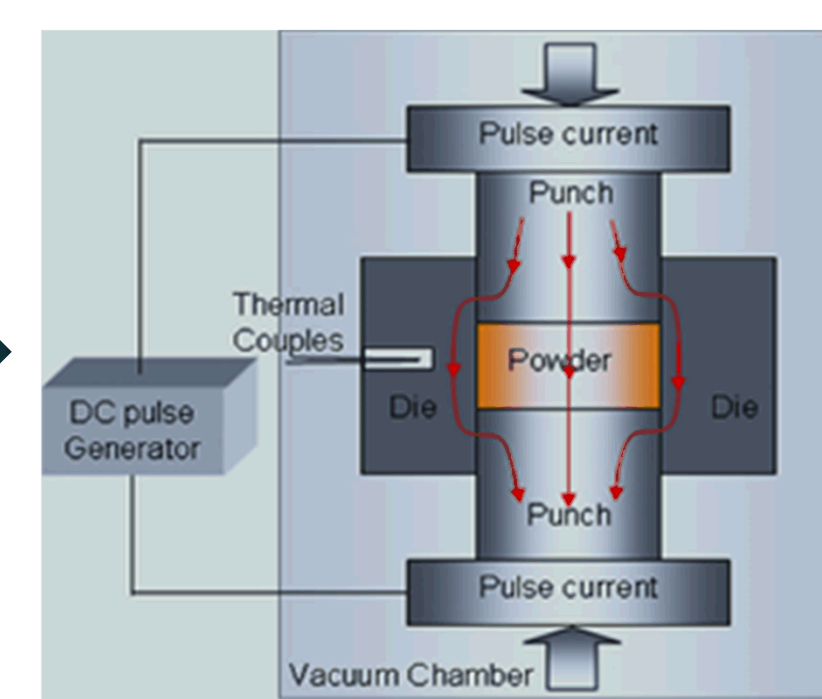 Pulse current
Punch
Thermal
Couples
Powder
Die
Die
DC pulse
Generator
Punch
Pulse current
Vacuum Chamber